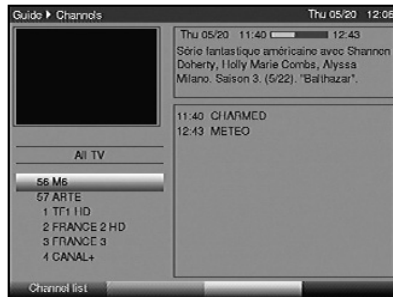 Guide ▶ Channels
Thu 05/20 12:06
Thu 05/20 11:40 12:43
Série fantastique américaine avec Shannen
Doherty, Holly Marie Combs, Alyssa
Milano. Saison 3. (5/22). "Balthazar".
11:40 CHARMED
12:43 METEO
All TV
56 M6
57 ARTE
1 TF1 HD
2 FRANCE 2 HD
3 FRANCE 3
4 CANAL+
Channel list